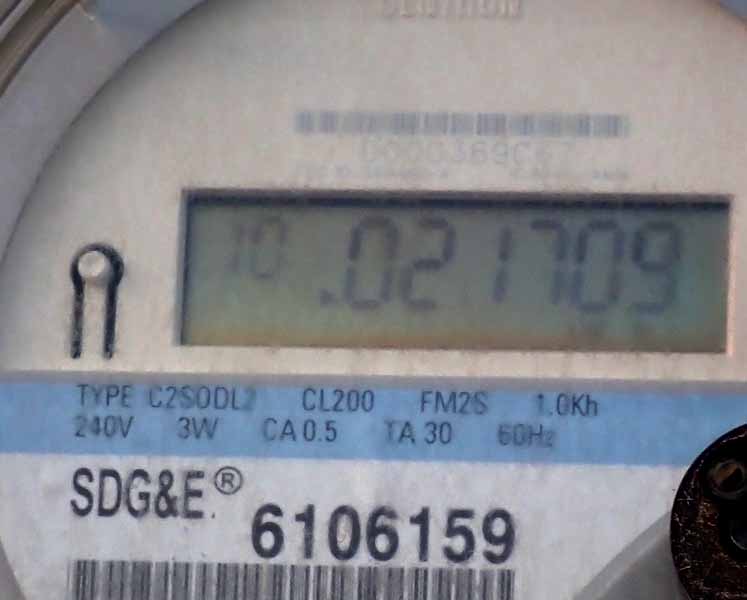 10 .021709
TYPE C2SODL2 CL200 FM2S 1.0Kh
240V 3W CA 0.5 TA 30 60Hz
SDG&E.®
6106159